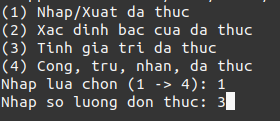 (1) Nhap/Xuat da thuc
(2) Xac dinh bac cua da thuc
(3) Tinh gia tri da thuc
(4) Cong, tru, nhan, da thuc
Nhap lua chon (1 -> 4): 1
Nhap so luong don thuc: 3